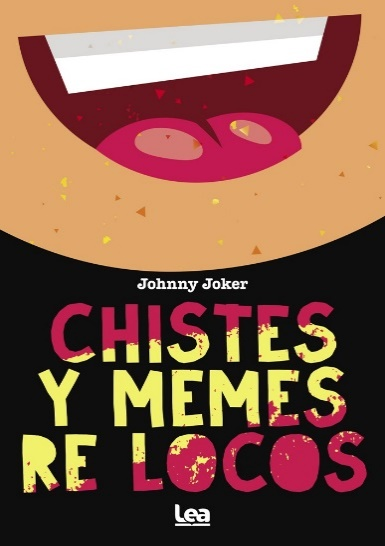 Johnny Joker
CHISTES
Y MEMES
RE LOCOS
Lea